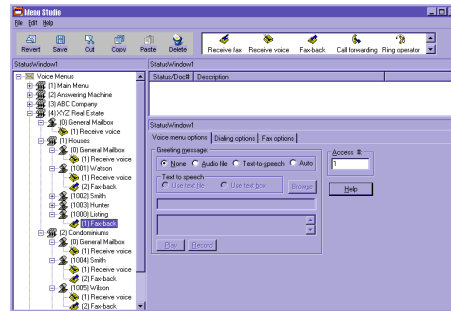 Menu Studio
File Edit Help
Revert Save Cut Copy Paste Delete Receive fax Receive voice Fax-back Call forwarding Ring operator
StatusWindow1 StatusWindow1
Voice Menus Status/Doc# Description
(1) Main Menu
(2) Answering Machine
(3) ABC Company
(4) XYZ Real Estate
(0) General Mailbox StatusWindow1
(1) Receive voice Voice menu options Dialing options Fax options
(1) Houses Greeting message: Access #:
(0) General Mailbox None Audio file Text-to-speech Auto 1
(1) Receive voice
(1001) Watson Text to speech
(1) Receive voice Use text file Use text box Browse Help
(2) Fax-back
(1002) Smith
(1003) Hunter
(1000) Listing
(1) Fax-back
(2) Condominiums
(0) General Mailbox Play Record
(1) Receive voice
(1004) Smith
(1) Receive voice
(2) Fax-back
(1005) Wilson
(1) Receive voice
(2) Fax-back